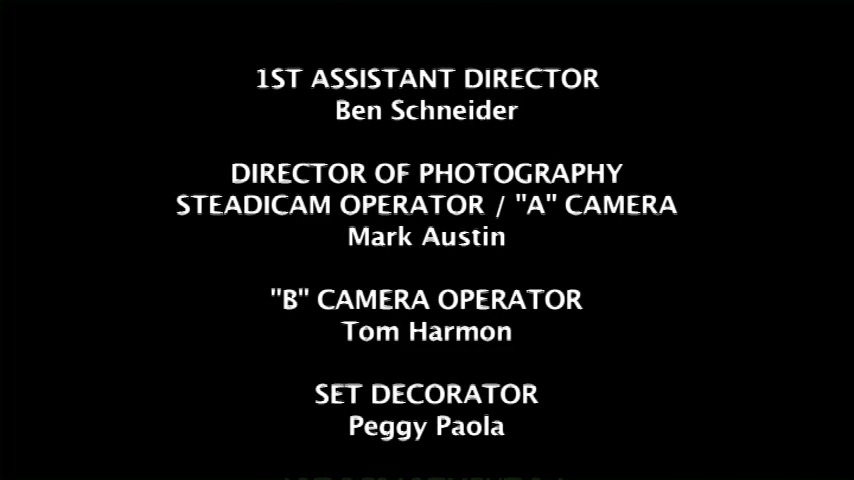 1ST ASSISTANT DIRECTOR
Ben Schneider
DIRECTOR OF PHOTOGRAPHY
STEADICAM OPERATOR / "A" CAMERA
Mark Austin
"B" CAMERA OPERATOR
Tom Harmon
SET DECORATOR
Peggy Paola